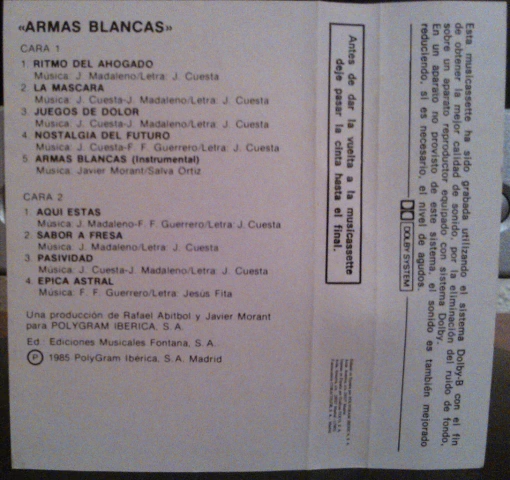 «ARMAS BLANCAS»
CARA 1
1 RITMO DEL AHOGADO
Música: J. Madaleno/Letra: J. Cuesta
2 LA MASCARA
Música: J. Cuesta-J. Madaleno/Letra: J. Cuesta
3 JUEGOS DE DOLOR
Música: J. Cuesta-J. Madaleno/Letra: J. Cuesta
4 NOSTALGIA DEL FUTURO
Música: J. Cuesta-F. F. Guerrero/Letra: J. Cuesta
5 ARMAS BLANCAS (Instrumental)
Música: Javier Morant/Salva Ortiz
CARA 2
1. AQUI ESTAS
Música: J. Madaleno-F. F. Guerrero/Letra: J. Cuesta
2. SABOR A FRESA
Música: J. Madaleno/Letra: J. Cuesta
3. PASIVIDAD
Música: J. Cuesta-J. Madaleno/Letra: J. Cuesta
4. EPICA ASTRAL
Música: F. F. Guerrero/Letra: Jesús Fita
Una producción de Rafael Abitbol y Javier Morant
para POLYGRAM IBERICA, S. A.
Ed.: Ediciones Musicales Fontana, S. A.
P 1985 PolyGram Ibérica, S. A. Madrid
Antes de dar la vuelta a la musicassette
deje pasar la cinta hasta el final.
Esta musicassette ha sido grabada utilizando el sistema Dolby-B con el fin
de obtener la mejor calidad de sonido, por la eliminación del ruido de fondo,
sobre un aparato reproductor equipado con sistema Dolby.
En un aparato no provisto de este sistema, el sonido es también mejorado
reduciendo, si es necesario, el nivel de agudos.
DOLBY SYSTEM